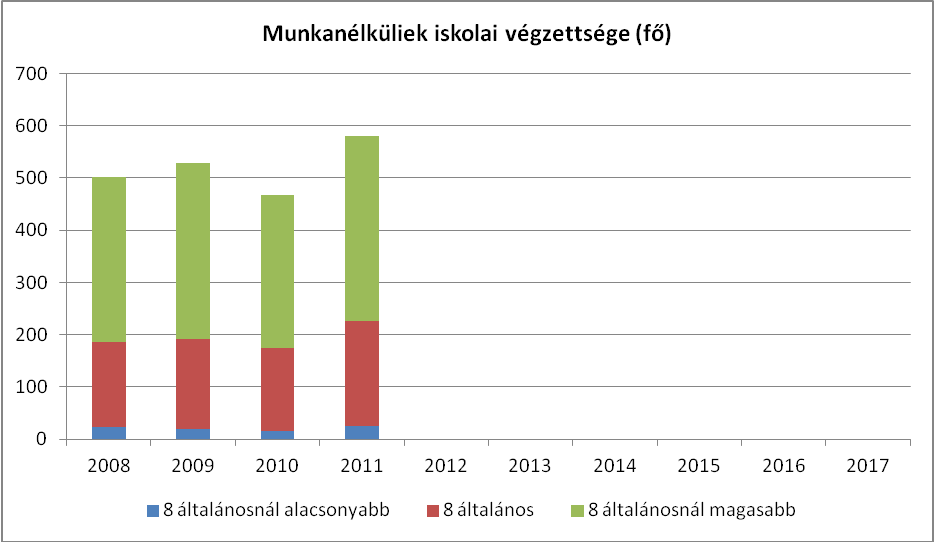 Munkanélküliek iskolai végzettsége (fő)
700
600
500
400
300
200
100
0
2008 2009 2010 2011 2012 2013 2014 2015 2016 2017
8 általánosnál alacsonyabb 8 általános 8 általánosnál magasabb